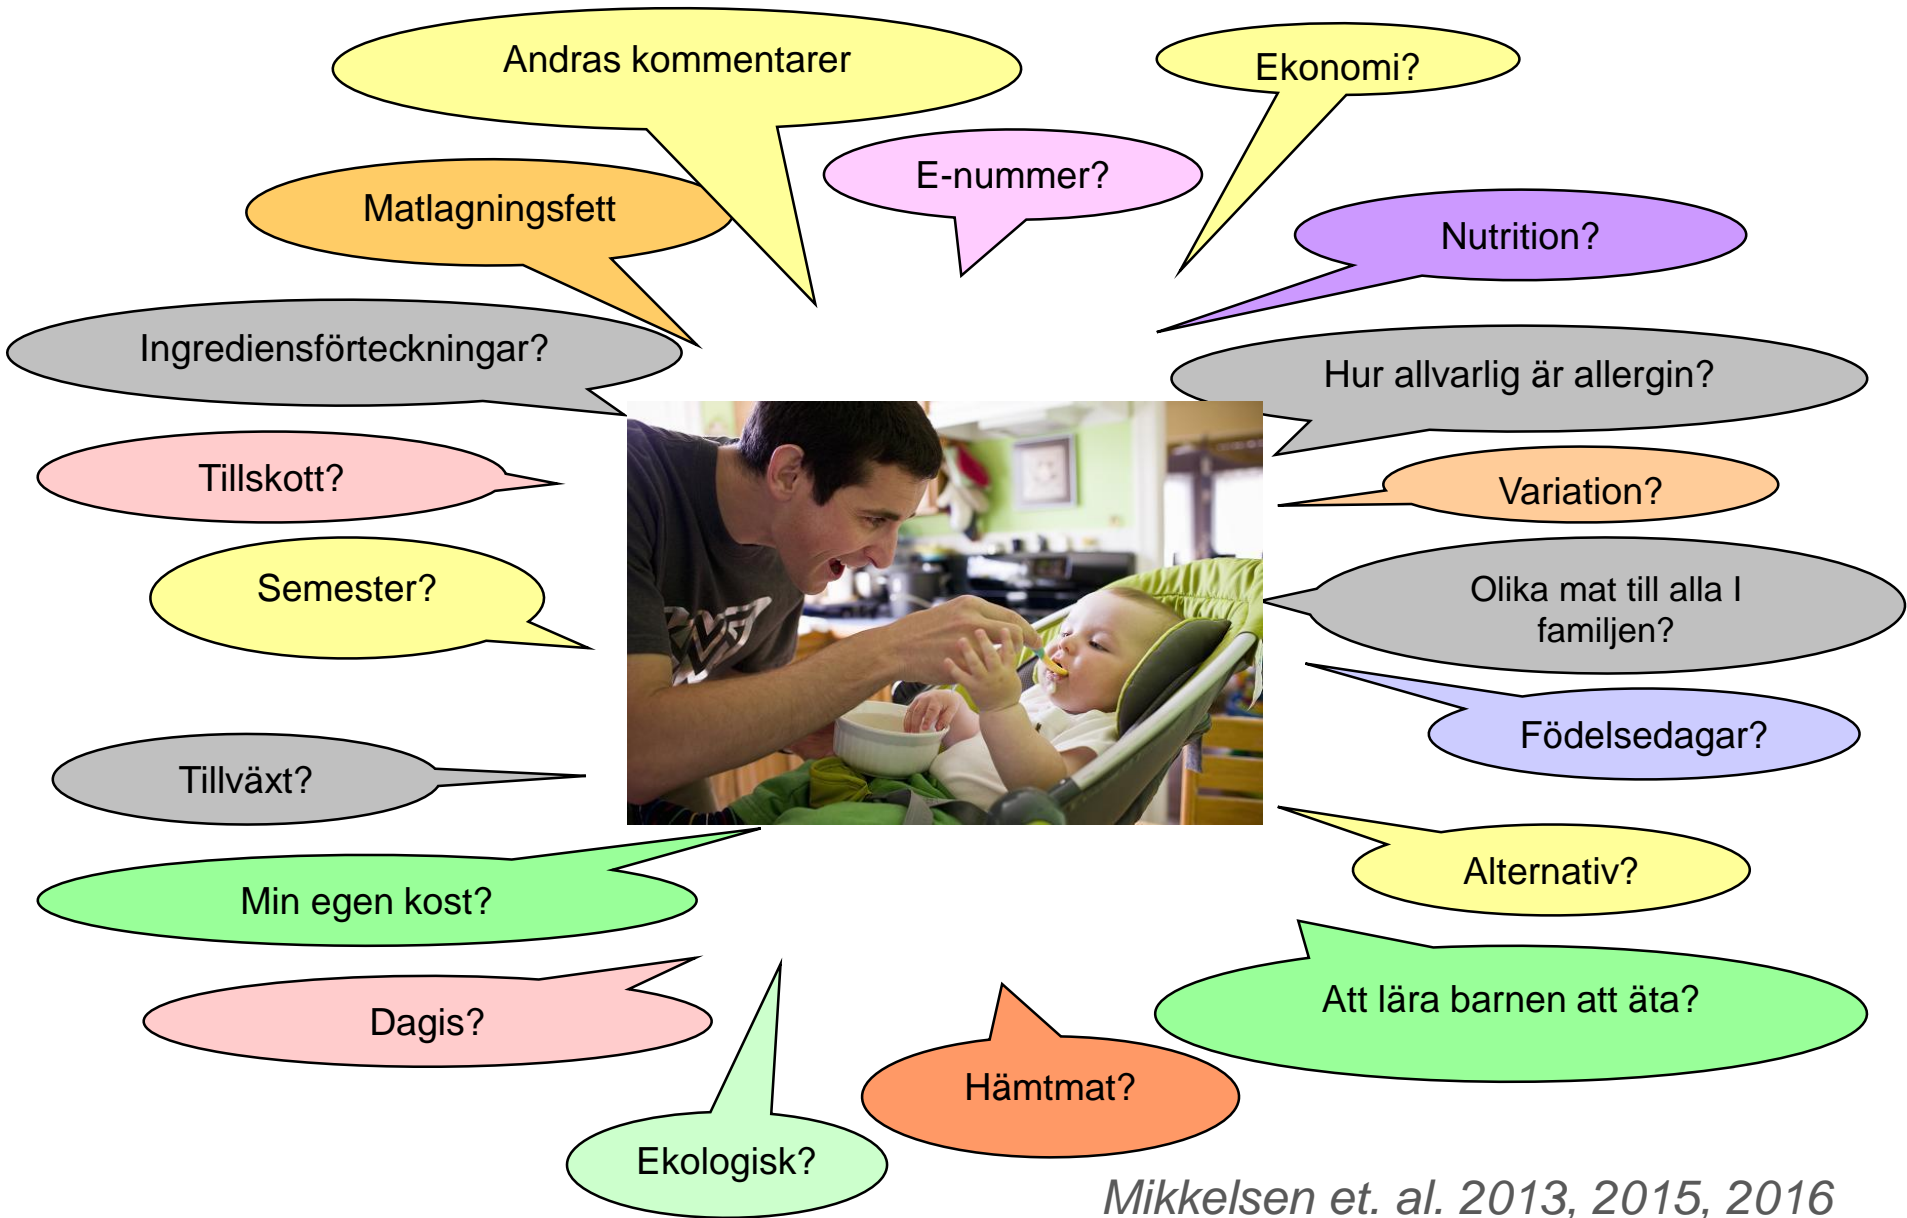 Andras kommentarer
Ekonomi?
E-nummer?
Matlagningsfett
Nutrition?
Ingrediensförteckningar?
Hur allvarlig är allergin?
Tillskott?
Variation?
Semester?
Olika mat till alla I
familjen?
Födelsedagar?
Tillväxt?
Alternativ?
Min egen kost?
Att lära barnen att äta?
Dagis?
Hämtmat?
Ekologisk?
Mikkelsen et. al. 2013, 2015, 2016